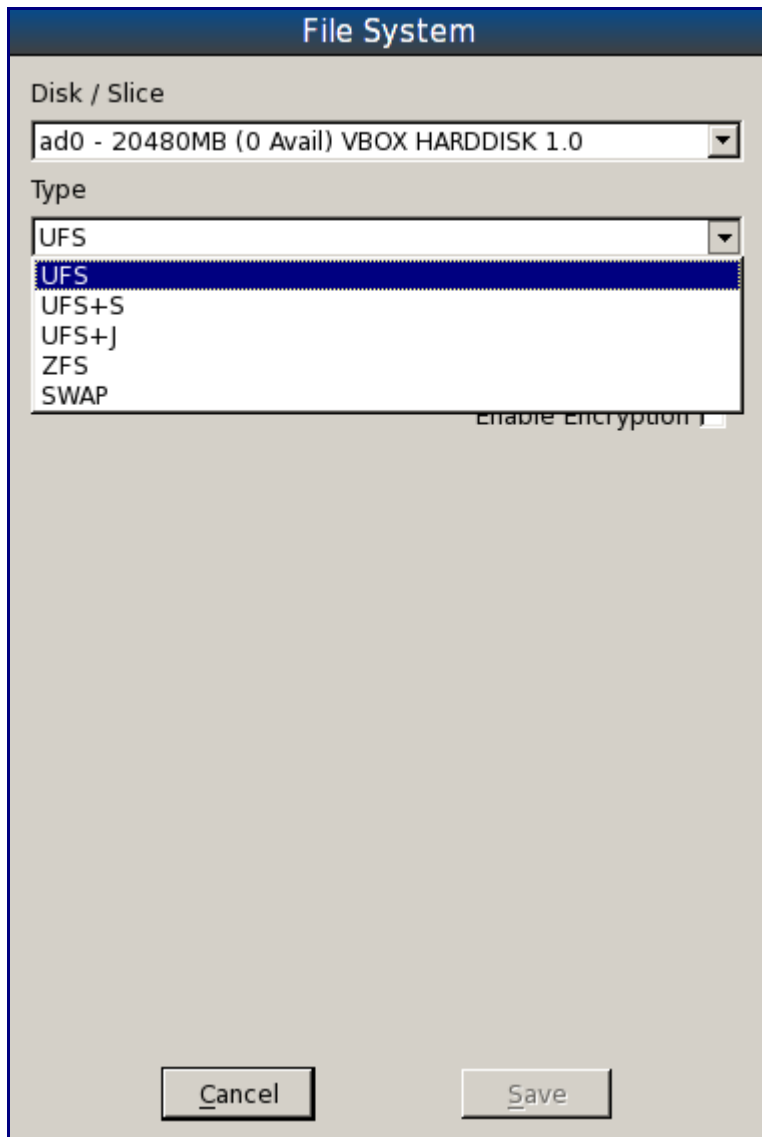 File System
Disk / Slice
ad0 - 20480MB (0 Avail) VBOX HARDDISK 1.0
Type
UFS
UFS
UFS+S
UFS+J
ZFS
SWAP
Enable Encryption
Cancel
Save